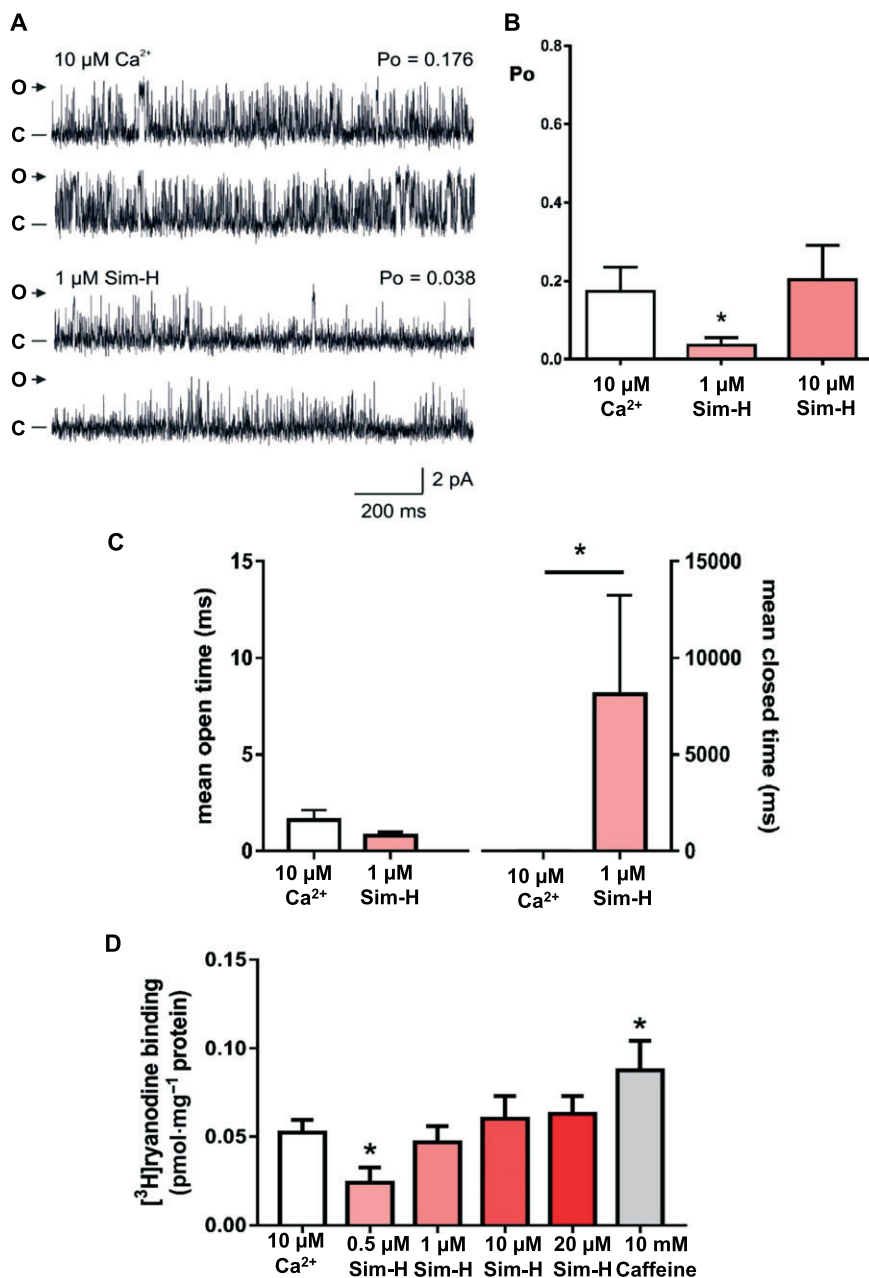 A
10 µM Ca²⁺ Po = 0.176
O
C
O
C
1 µM Sim-H Po = 0.038
O
C
O
C
2 pA
200 ms
B
Po
0.8
0.6
0.4
0.2
0.0
10 µM 1 µM 10 µM
Ca²⁺ Sim-H Sim-H
*
C
mean open time (ms)
15
10
5
0
10 µM 1 µM
Ca²⁺ Sim-H
*
15000
10000
5000
0
mean closed time (ms)
10 µM 1 µM
Ca²⁺ Sim-H
D
[³H]ryanodine binding
(pmol·mg⁻¹ protein)
0.15
0.10
0.05
0.00
* *
10 µM 0.5 µM 1 µM 10 µM 20 µM 10 mM
Ca²⁺ Sim-H Sim-H Sim-H Sim-H Caffeine